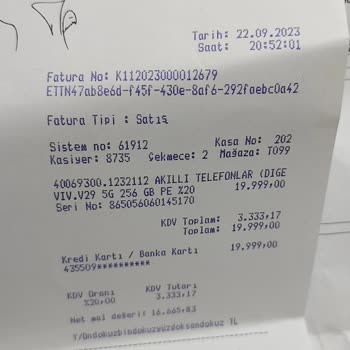 Tarih: 22.09.2023
Saat: 20:52:01
Fatura No: K112023000012679
ETTN47ab8e6d-f45f-430e-8af6-292faebc0a42
Fatura Tipi : Satış
Sistem no: 61912 Kasa No: 202
Kasiyer: 8735 Çekmece: 2 Mağaza: T099
40069300.1232112 AKILLI TELEFONLAR (DIGE
VIV.V29 5G 256 GB PE %20 19.999,00
Seri No: 865056060145170
KDV Toplam: 3.333,17
Toplam: 19.999,00
Kredi Kartı / Banka Kartı 19.999,00
435509**********
KDV Oranı KDV Tutarı
%20,00 3.333,17
Net mal değeri: 16.665,83
Y/Ondokuzbindokuzyüzdoksandokuz TL